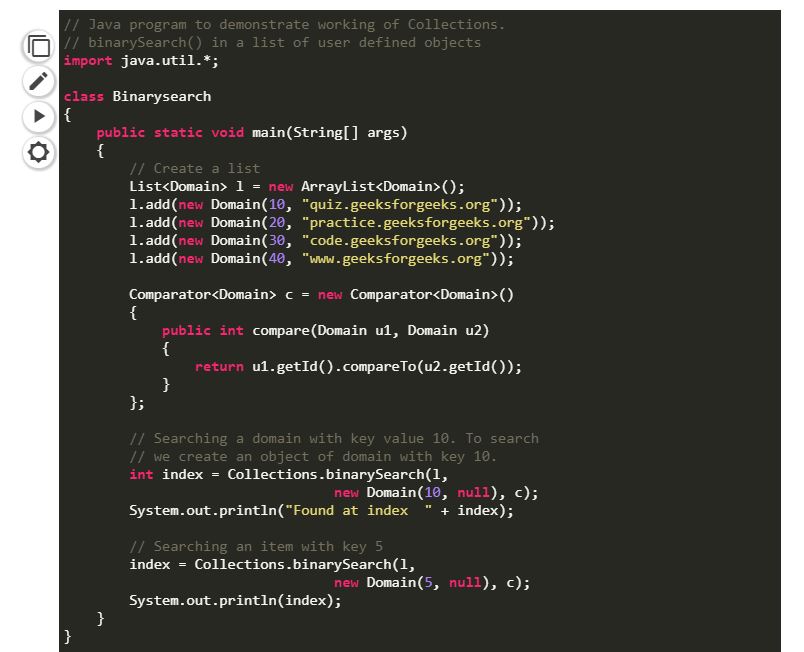 // Java program to demonstrate working of Collections.
// binarySearch() in a list of user defined objects
import java.util.*;

class Binarysearch
{
    public static void main(String[] args)
    {
        // Create a list
        List<Domain> l = new ArrayList<Domain>();
        l.add(new Domain(10, "quiz.geeksforgeeks.org"));
        l.add(new Domain(20, "practice.geeksforgeeks.org"));
        l.add(new Domain(30, "code.geeksforgeeks.org"));
        l.add(new Domain(40, "www.geeksforgeeks.org"));

        Comparator<Domain> c = new Comparator<Domain>()
        {
            public int compare(Domain u1, Domain u2)
            {
                return u1.getId().compareTo(u2.getId());
            }
        };

        // Searching a domain with key value 10. To search
        // we create an object of domain with key 10.
        int index = Collections.binarySearch(l,
                                 new Domain(10, null), c);
        System.out.println("Found at index  " + index);

        // Searching an item with key 5
        index = Collections.binarySearch(l,
                                 new Domain(5, null), c);
        System.out.println(index);
    }
}